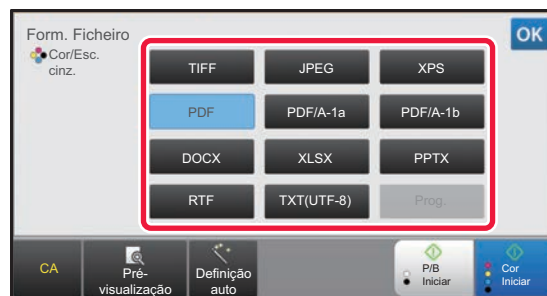 Form. Ficheiro
OK
Cor/Esc.
cinz.
TIFF
JPEG
XPS
PDF
PDF/A-1a
PDF/A-1b
DOCX
XLSX
PPTX
RTF
TXT(UTF-8)
Prog.
CA
Pré-
visualização
Definição
auto
P/B
Iniciar
Cor
Iniciar